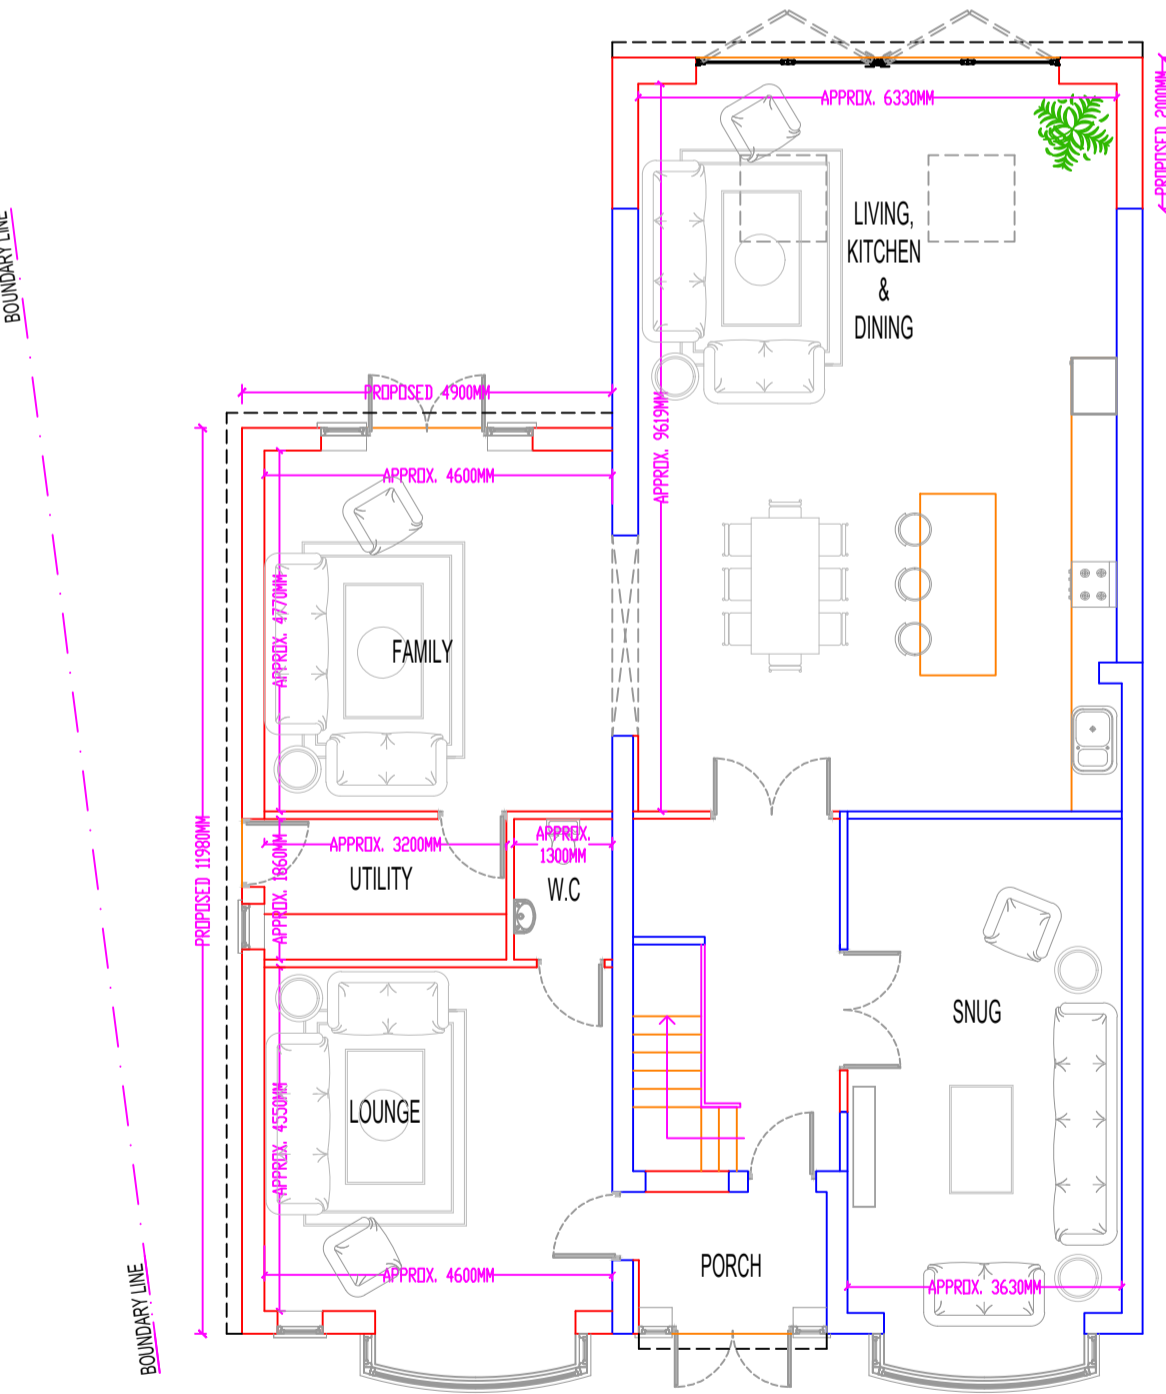 APPROX. 6330MM
PROPOSED 2000MM
LIVING,
KITCHEN
&
DINING
BOUNDARY LINE
PROPOSED 4900MM
APPROX. 9619MM
APPROX. 4600MM
APPROX. 4770MM
FAMILY
PROPOSED 11980MM
APPROX. 3200MM
APPROX.
1300MM
APPROX. 1860MM
UTILITY
W.C
SNUG
APPROX. 4550MM
LOUNGE
PORCH
APPROX. 4600MM
APPROX. 3630MM
BOUNDARY LINE